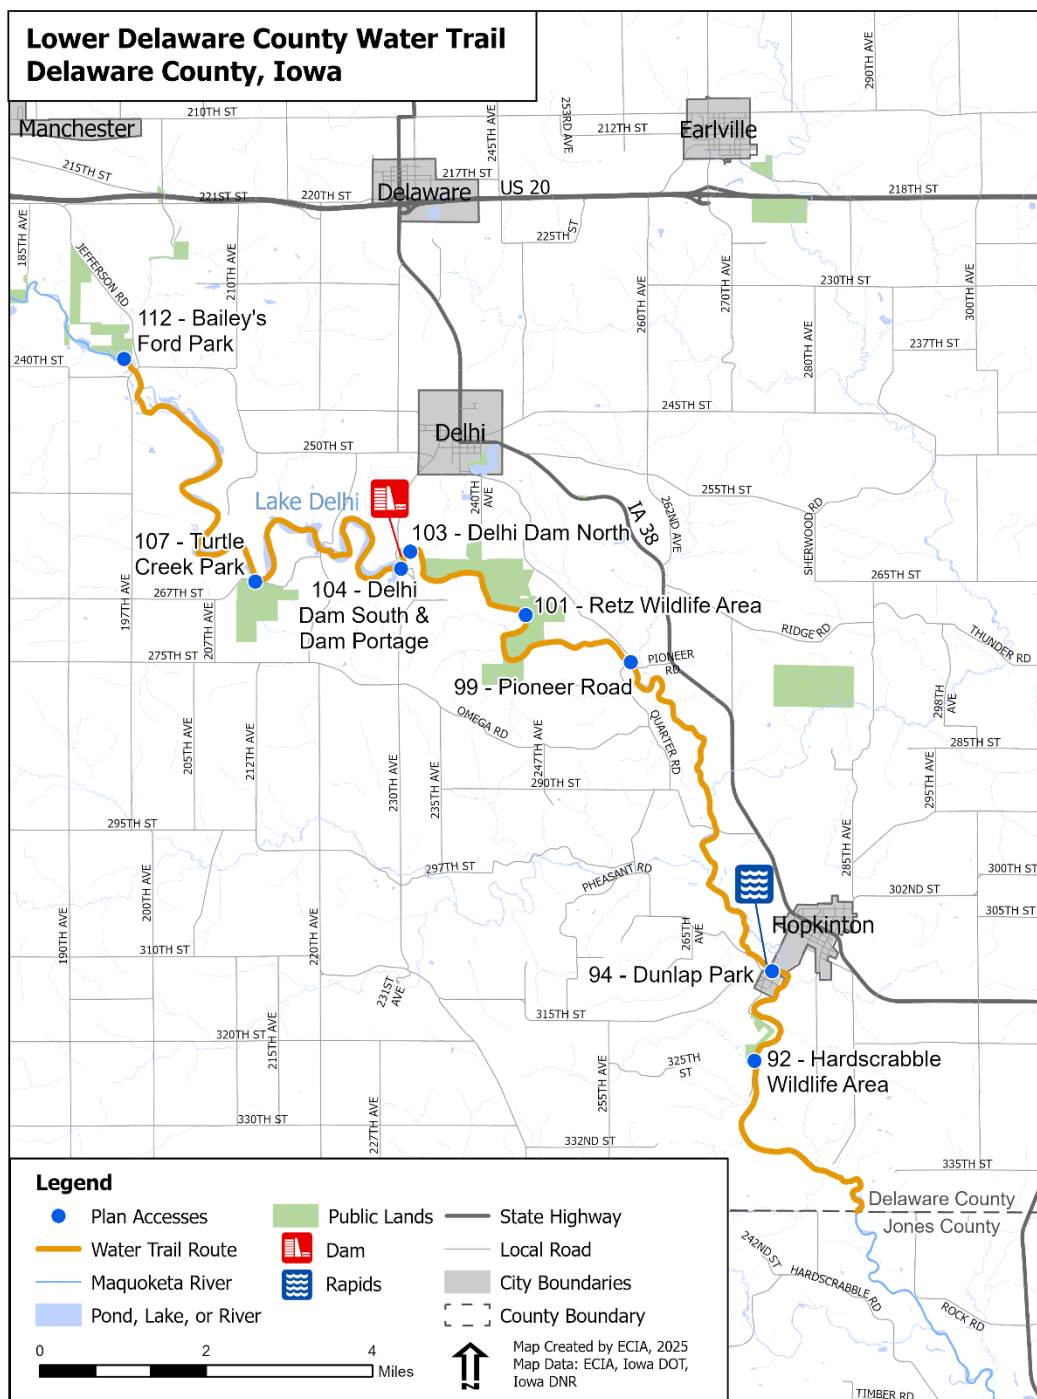 Lower Delaware County Water Trail
Delaware County, Iowa
290TH AVE
210TH ST
Manchester
245TH AVE
253RD AVE
212TH ST
Earlville
215TH ST
217TH ST
Delaware
US 20
221ST ST
220TH ST
218TH ST
185TH AVE
JEFFERSON RD
210TH AVE
225TH ST
260TH AVE
270TH AVE
230TH ST
300TH AVE
112 - Bailey's
Ford Park
240TH ST
280TH AVE
237TH ST
245TH ST
Delhi
250TH ST
240TH
AVE
Lake Delhi
IA 38
262ND AVE
255TH ST
SHERWOOD RD
103 - Delhi Dam North
107 - Turtle
Creek Park
104 - Delhi
Dam South &
Dam Portage
101 - Retz Wildlife Area
265TH ST
197TH AVE
267TH ST
207TH AVE
RIDGE RD
THUNDER RD
275TH ST
99 - Pioneer Road
PIONEER
RD
298TH
AVE
205TH AVE
212TH AVE
OMEGA RD
QUARTER RD
247TH AVE
285TH ST
230TH AVE
235TH AVE
290TH ST
295TH AVE
295TH ST
285TH AVE
297TH ST
PHEASANT RD
300TH ST
302ND ST
200TH AVE
190TH AVE
220TH AVE
265TH
AVE
305TH ST
Hopkinton
310TH ST
231ST
AVE
94 - Dunlap Park
315TH ST
320TH ST
215TH AVE
325TH
ST
92 - Hardscrabble
Wildlife Area
255TH AVE
330TH ST
227TH AVE
332ND ST
335TH ST
Delaware County
Jones County
242ND ST
HARDSCRABBLE RD
ROCK RD
TIMBER RD
Legend
Plan Accesses
Water Trail Route
Maquoketa River
Pond, Lake, or River
Public Lands
Dam
Rapids
State Highway
Local Road
City Boundaries
County Boundary
0 2 4
Miles
N
Map Created by ECIA, 2025
Map Data: ECIA, Iowa DOT,
Iowa DNR